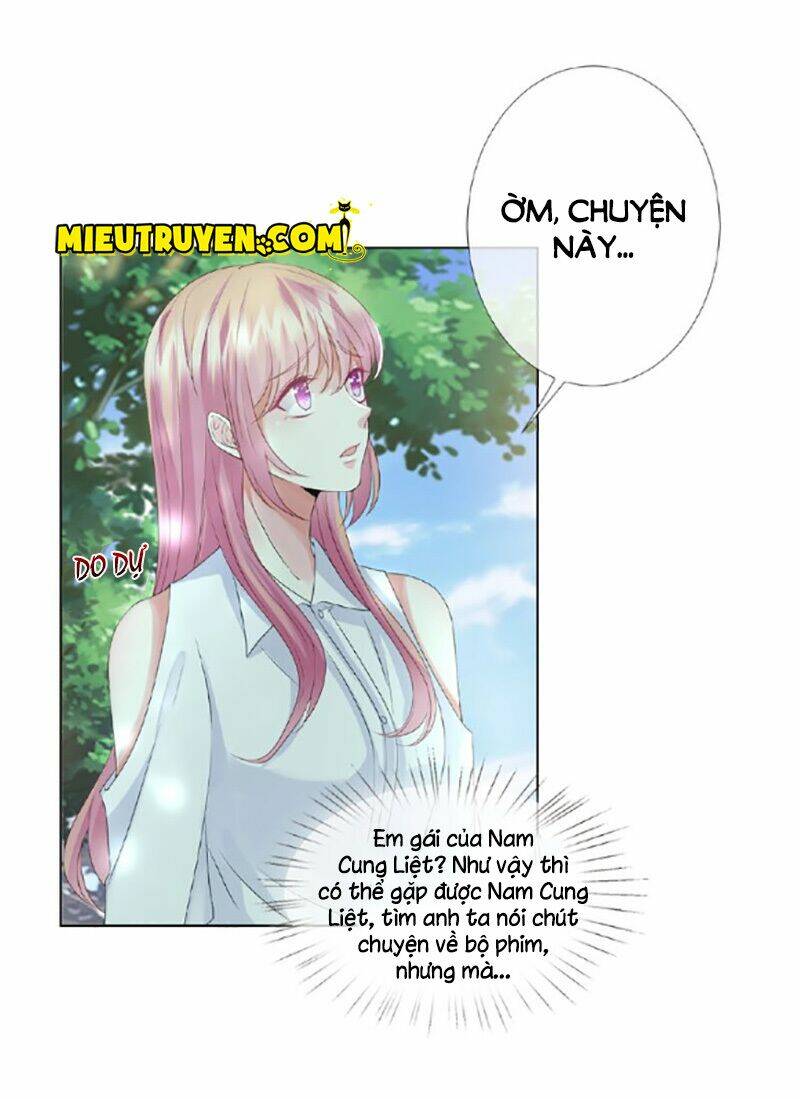 ỜM, CHUYỆN
NÀY...
MIEUTRUYEN.COM
DO DỰ
Em gái của Nam
Cung Liệt? Như vậy thì
có thể gặp được Nam Cung
Liệt, tìm anh ta nói chút
chuyện về bộ phim,
nhưng mà...